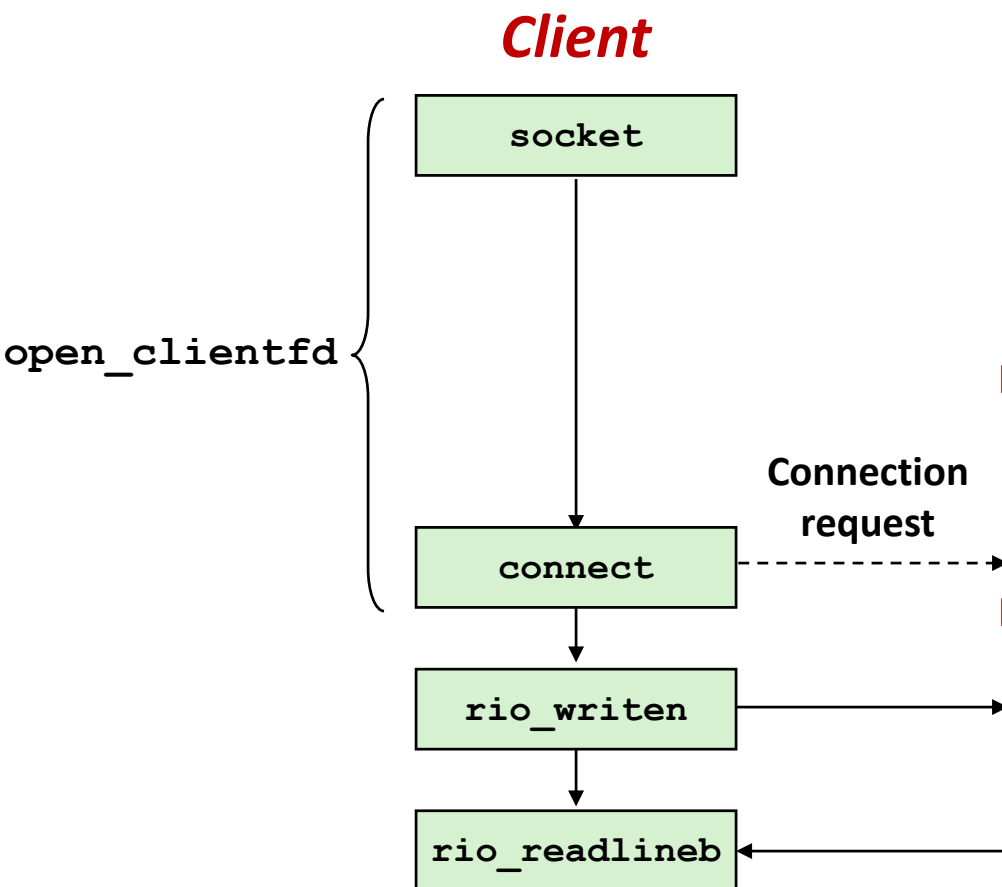 Client
socket
open_clientfd
Connection
request
connect
rio_writen
rio_readlineb